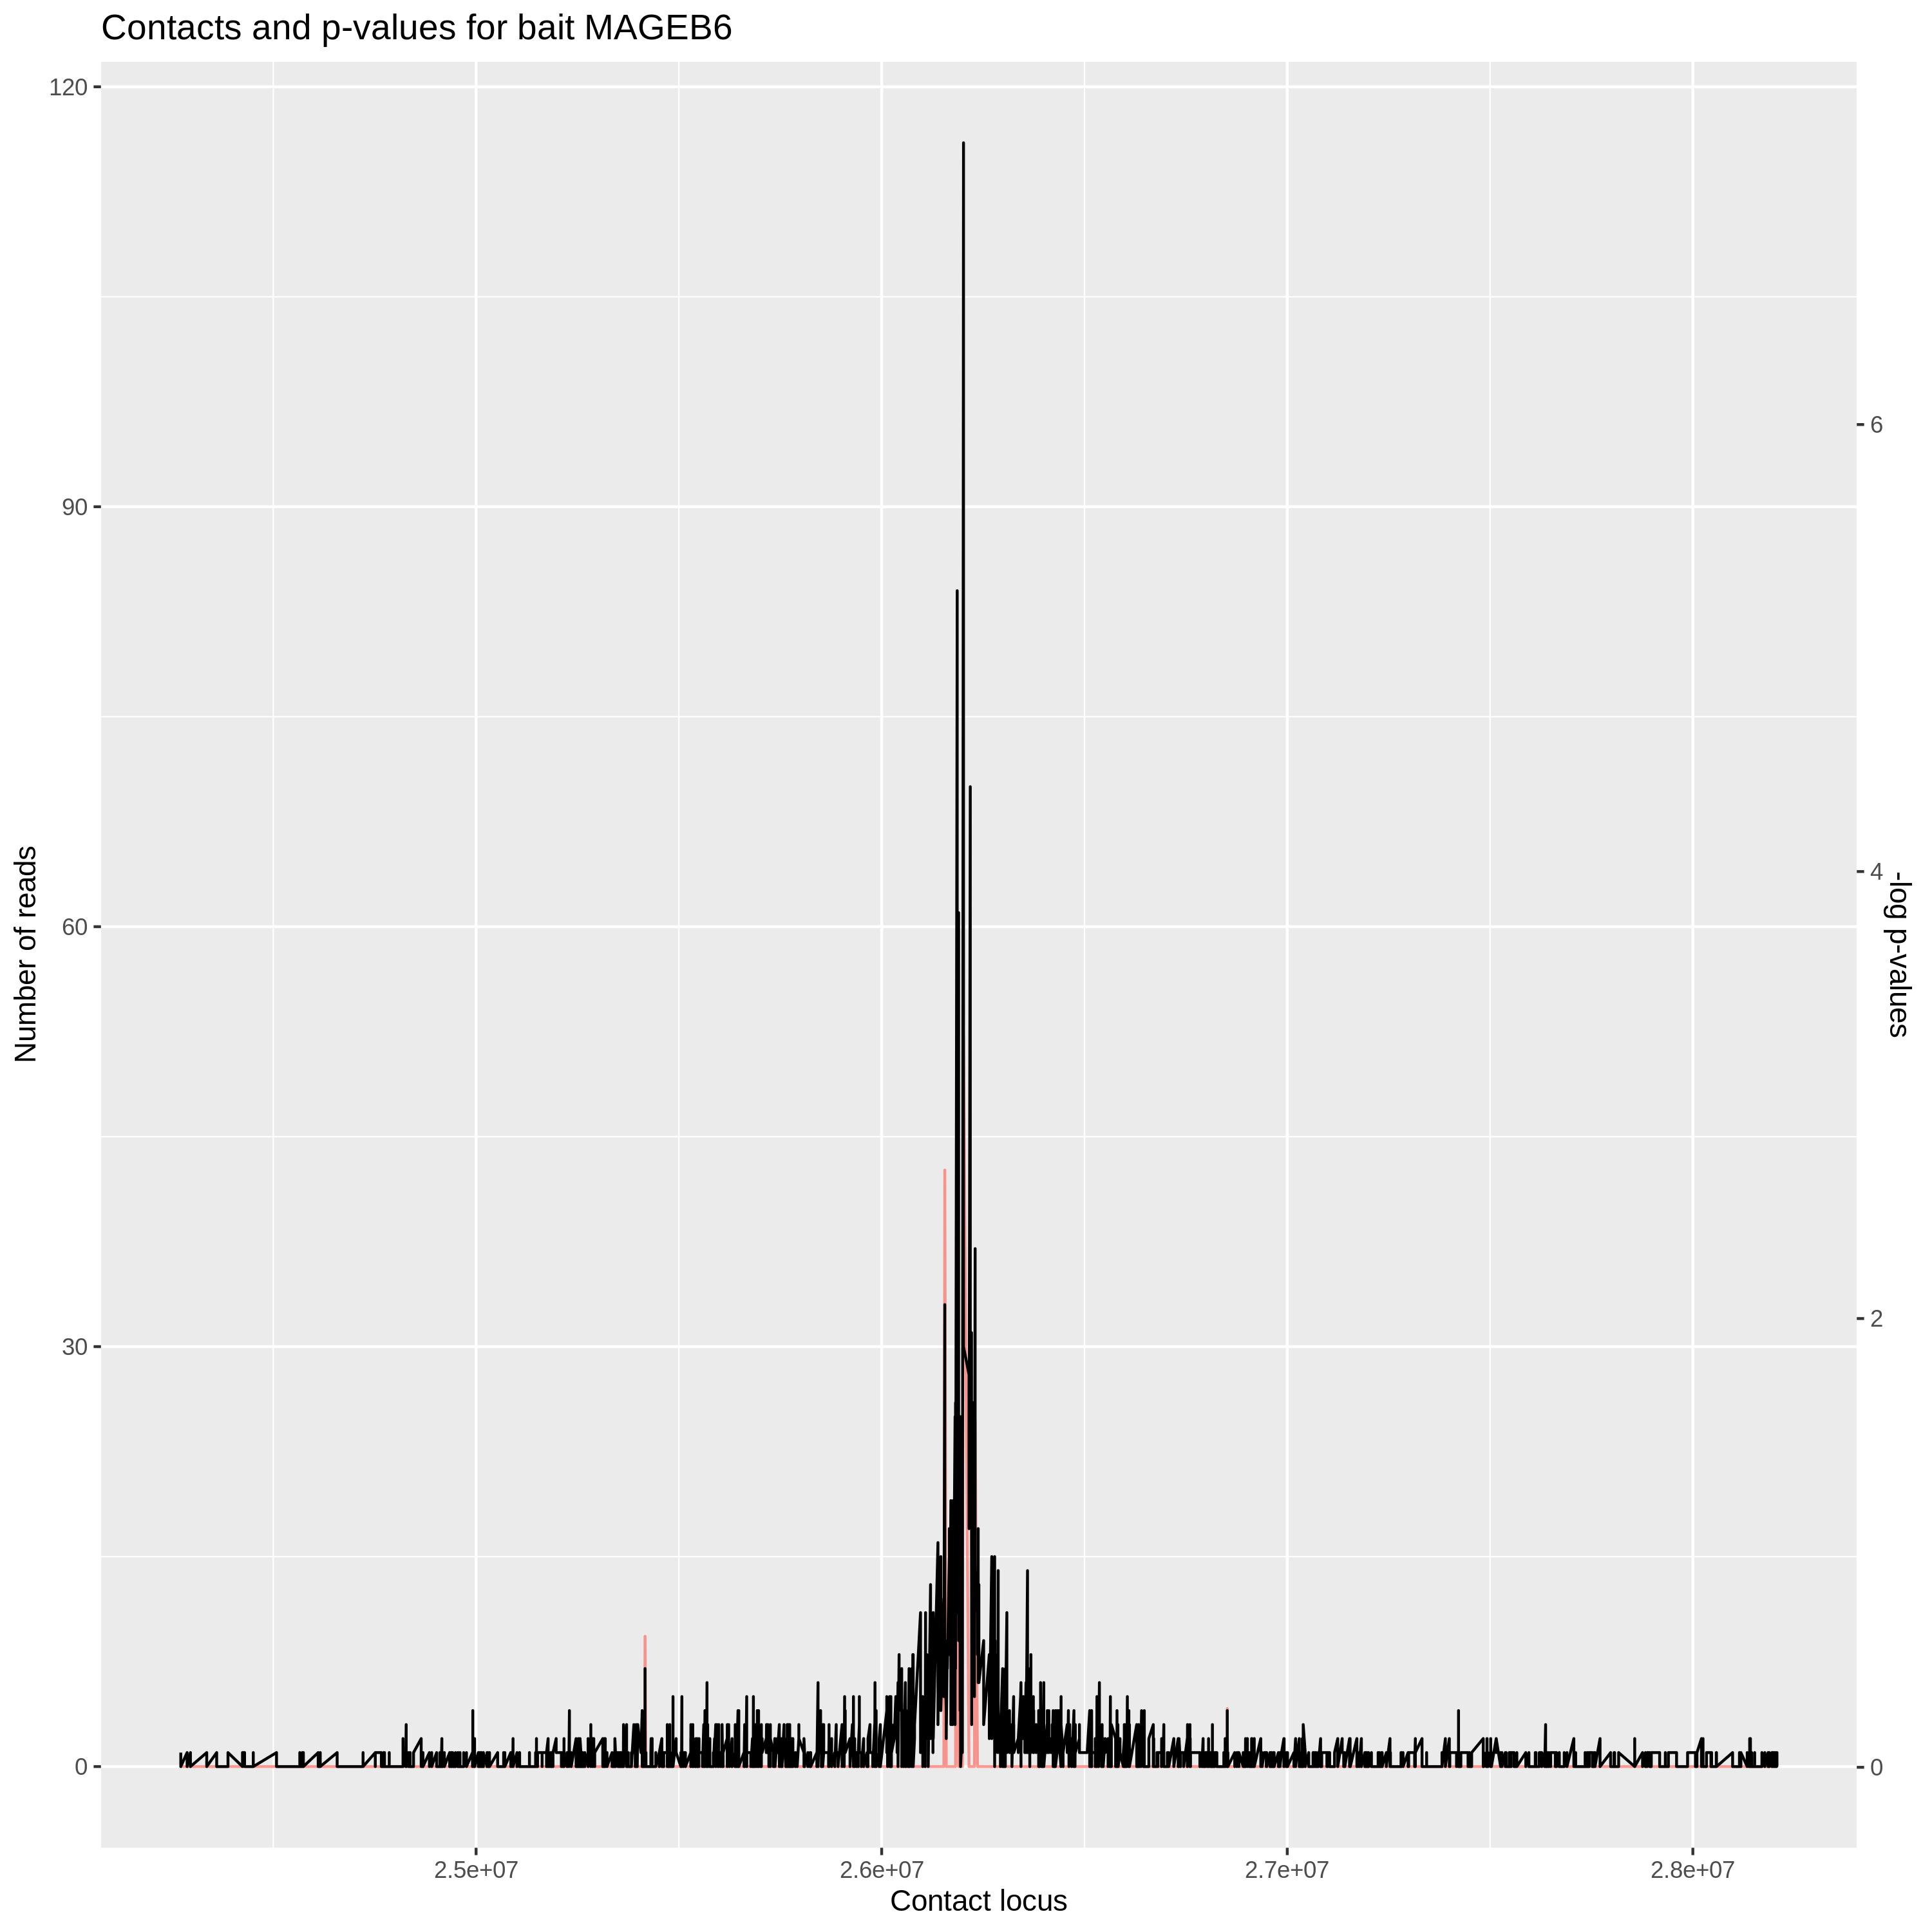 Contacts and p-values for bait MAGEB6
120
90
60
30
0
Number of reads
6
4
2
0
-log p-values
2.5e+07
2.6e+07
2.7e+07
2.8e+07
Contact locus